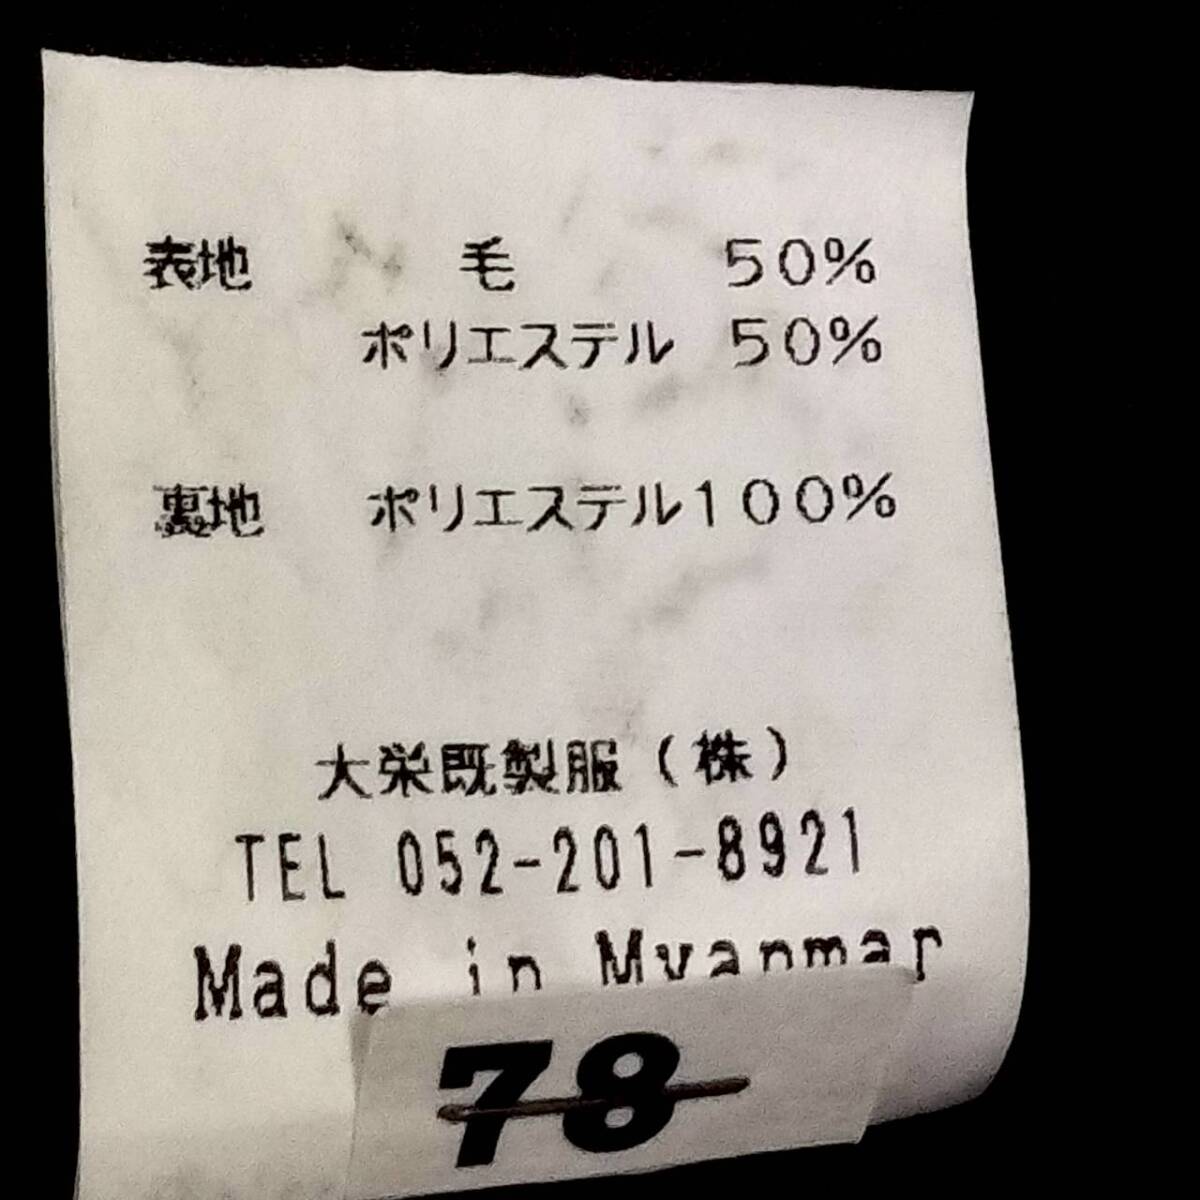 表地 毛 50%
ポリエステル 50%
裏地 ポリエステル100%
大栄既製服（株）
TEL 052-201-8921
Made in Myanmar
78